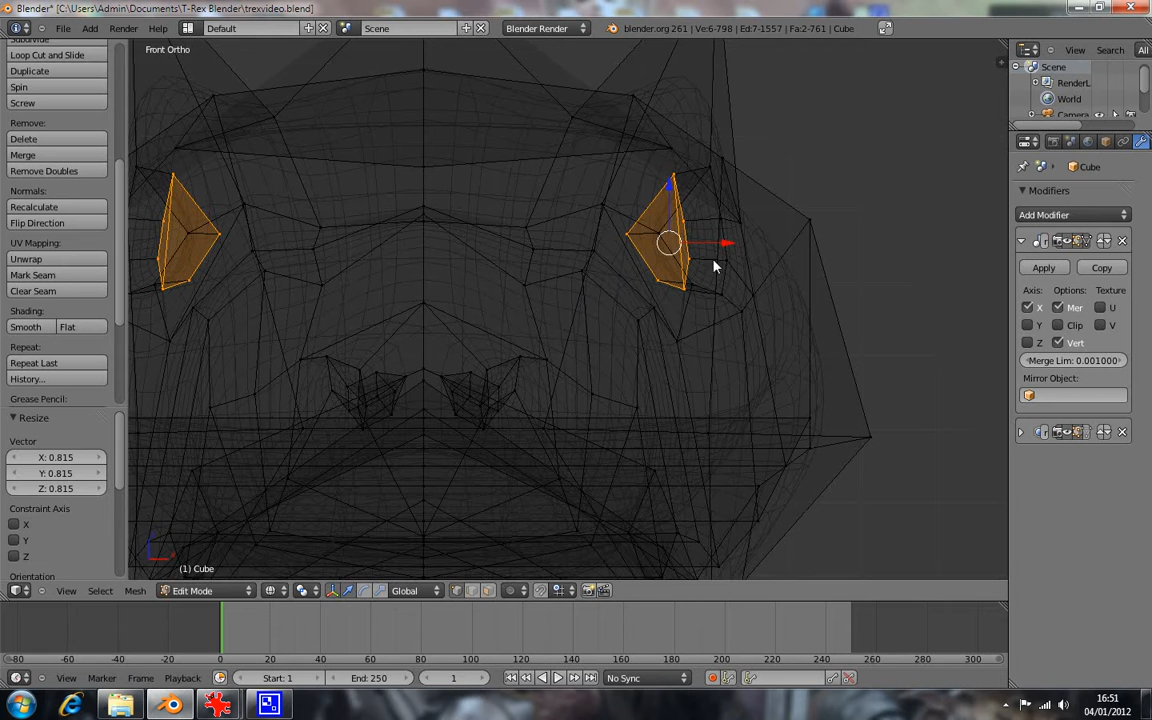 Blender* [C:\Users\Admin\Documents\T-Rex Blender\trexvideo.blend]
File Add Render Help Default Scene Blender Render blender.org 261 | Ve:6-798 | Ed:7-1557 | Fa:2-761 | Cube
Loop Cut and Slide
Duplicate
Spin
Screw
Remove:
Delete
Merge
Remove Doubles
Normals:
Recalculate
Flip Direction
UV Mapping:
Unwrap
Mark Seam
Clear Seam
Shading:
Smooth Flat
Repeat:
Repeat Last
History...
Grease Pencil:
Resize
Vector
X: 0.815
Y: 0.815
Z: 0.815
Constraint Axis
X
Y
Z
Orientation
Front Ortho
(1) Cube
View Search All
Scene
RenderL
World
Camera
Cube
Modifiers
Add Modifier
Apply Copy
Axis: Options: Texture
X Mer U
Y Clip V
Z Vert
Merge Lim: 0.001000
Mirror Object:
View Select Mesh Edit Mode Global
-80 -60 -40 -20 0 20 40 60 80 100 120 140 160 180 200 220 240 260 280 300
View Marker Frame Playback Start: 1 End: 250 1 No Sync
16:51
04/01/2012